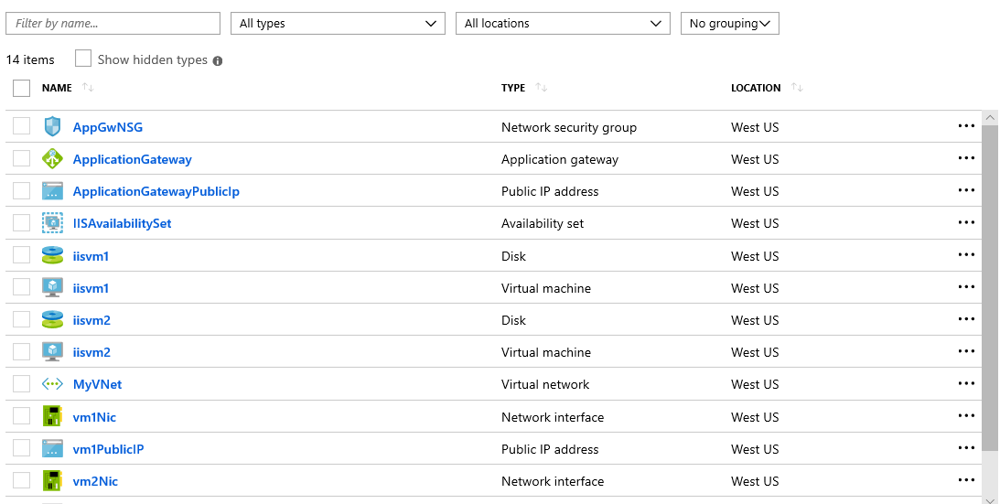 Filter by name... All types All locations No grouping
14 items Show hidden types
NAME TYPE LOCATION
AppGwNSG Network security group West US
ApplicationGateway Application gateway West US
ApplicationGatewayPublicIp Public IP address West US
IISAvailabilitySet Availability set West US
iisvm1 Disk West US
iisvm1 Virtual machine West US
iisvm2 Disk West US
iisvm2 Virtual machine West US
MyVNet Virtual network West US
vm1Nic Network interface West US
vm1PublicIP Public IP address West US
vm2Nic Network interface West US